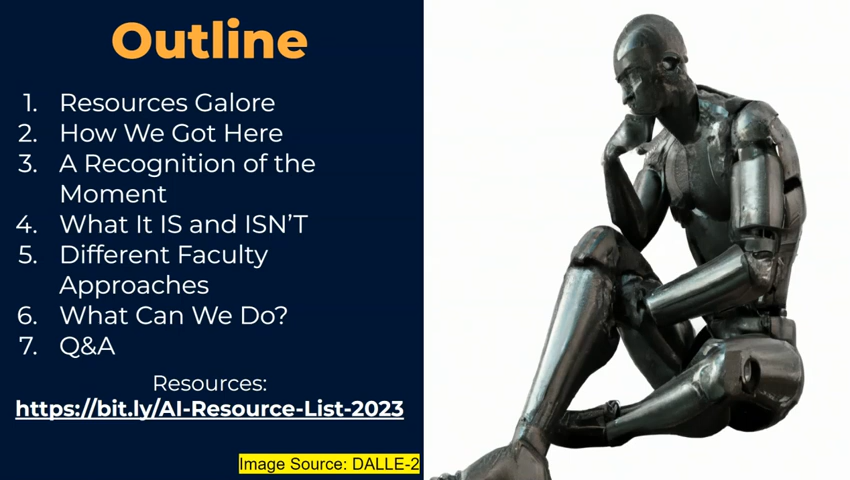 Outline
1. Resources Galore
2. How We Got Here
3. A Recognition of the
Moment
4. What It IS and ISN'T
5. Different Faculty
Approaches
6. What Can We Do?
7. Q&A
Resources:
https://bit.ly/AI-Resource-List-2023
Image Source: DALLE-2